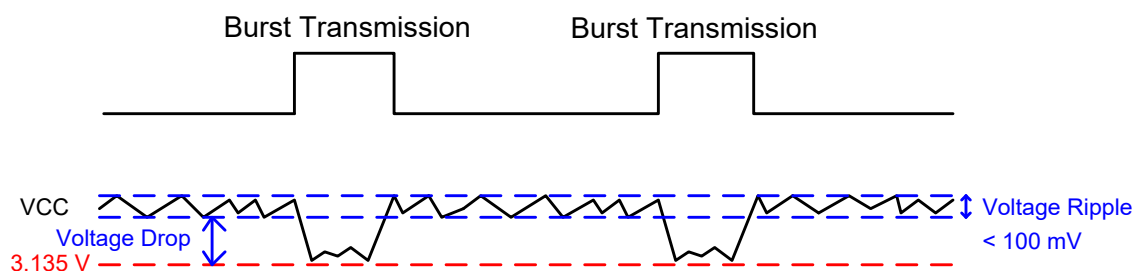 Burst Transmission
Burst Transmission
VCC
Voltage Ripple
Voltage Drop
< 100 mV
3.135 V